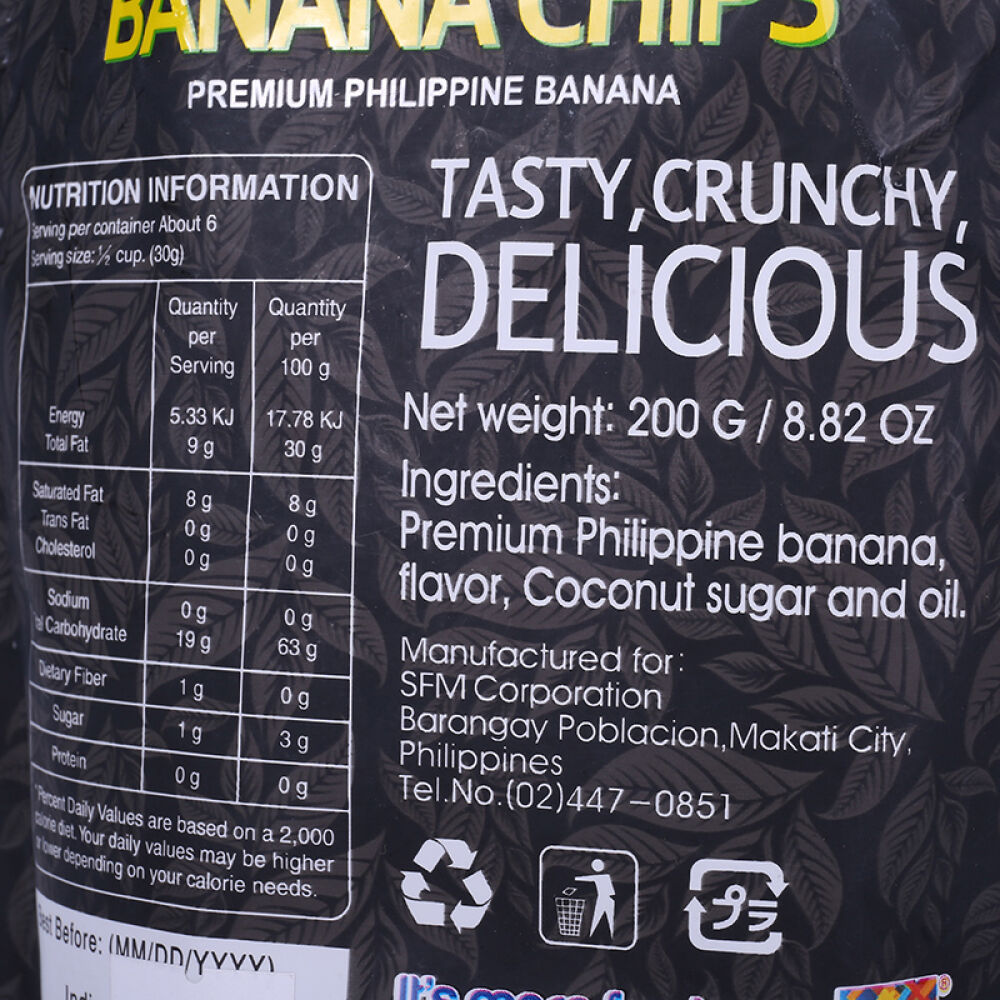 BANANA CHIPS
PREMIUM PHILIPPINE BANANA
NUTRITION INFORMATION
Serving per container About 6
Serving size: ½ cup. (30g)
Quantity per Serving Quantity per 100 g
Energy 5.33 KJ 17.78 KJ
Total Fat 9 g 30 g
Saturated Fat 8 g 8 g
Trans Fat 0 g 0 g
Cholesterol 0 g 0 g
Sodium 0 g 0 g
al Carbohydrate 19 g 63 g
Dietary Fiber 1 g 0 g
Sugar 1 g 3 g
Protein 0 g 0 g
*Percent Daily Values are based on a 2,000
calorie diet. Your daily values may be higher
or lower depending on your calorie needs.
Best Before: (MM/DD/YYYY)
TASTY, CRUNCHY,
DELICIOUS
Net weight: 200 G / 8.82 OZ
Ingredients:
Premium Philippine banana,
flavor, Coconut sugar and oil.
Manufactured for:
SFM Corporation
Barangay Poblacion, Makati City,
Philippines
Tel.No.(02)447-0851
プラ
It's more fun